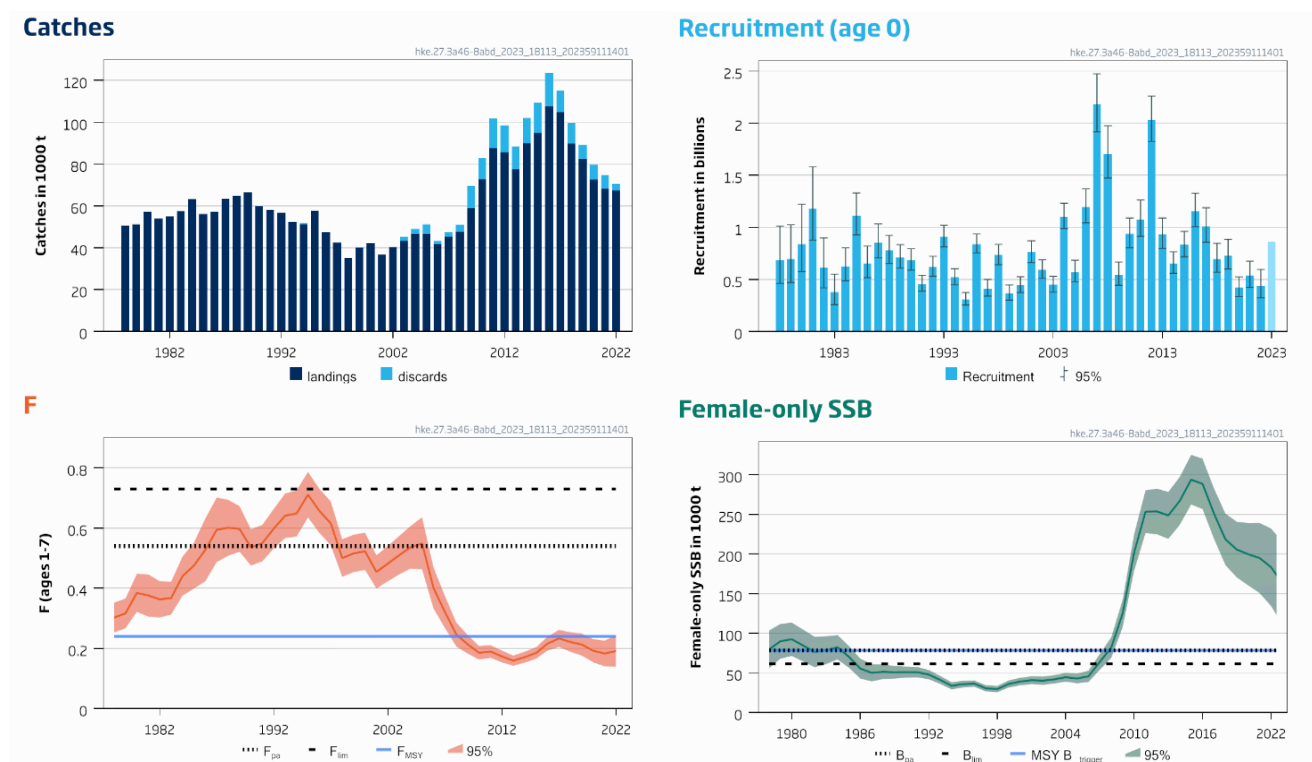 Catches
hke.27.3a46-8abd_2023_18113_202359111401
Catches in 1000 t
120
100
80
60
40
20
0
1982 1992 2002 2012 2022
landings discards
Recruitment (age 0)
hke.27.3a46-8abd_2023_18113_202359111401
Recruitment in billions
2.5
2
1.5
1
0.5
0
1983 1993 2003 2013 2023
Recruitment 95%
F
hke.27.3a46-8abd_2023_18113_202359111401
F (ages 1-7)
0.8
0.6
0.4
0.2
0
1982 1992 2002 2012 2022
Fpa Flim FMSY 95%
Female-only SSB
hke.27.3a46-8abd_2023_18113_202359111401
Female-only SSB in 1000 t
300
250
200
150
100
50
0
1980 1986 1992 1998 2004 2010 2016 2022
Bpa Blim MSY Btrigger 95%